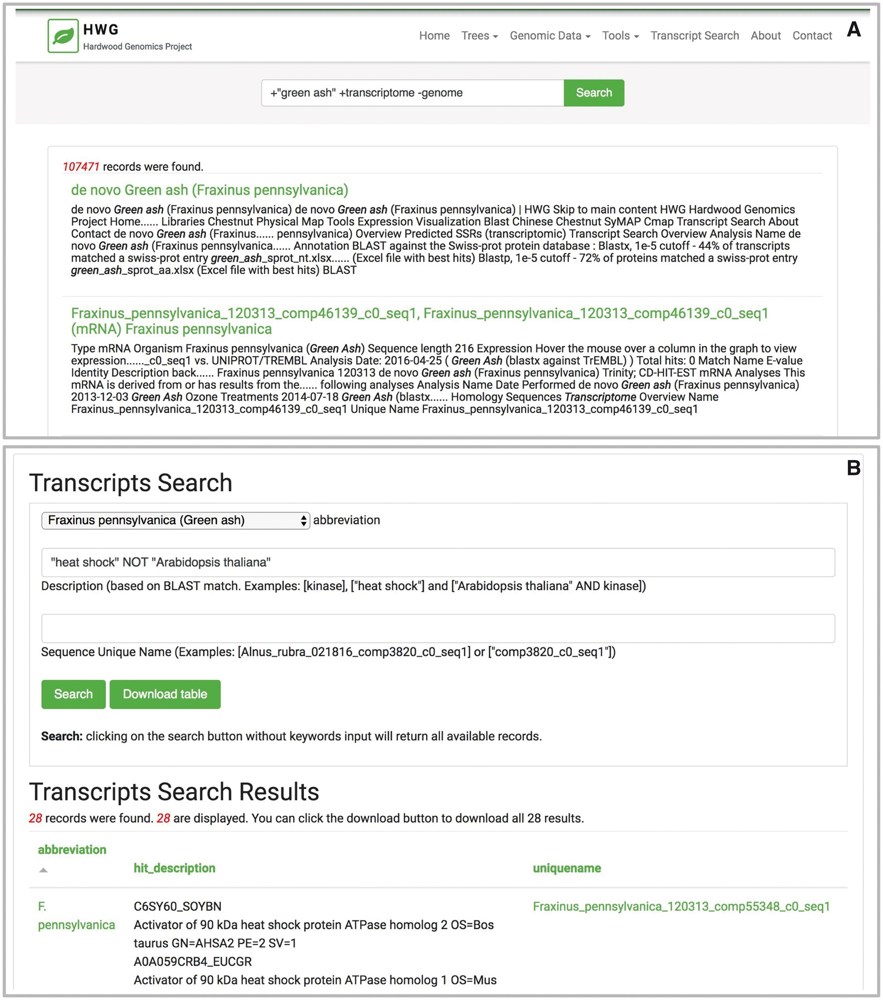 HWG
Hardwood Genomics Project
Home Trees Genomic Data Tools Transcript Search About Contact
A
+"green ash" +transcriptome -genome
Search
107471 records were found.
de novo Green ash (Fraxinus pennsylvanica)
de novo Green ash (Fraxinus pennsylvanica) de novo Green ash (Fraxinus pennsylvanica) | HWG Skip to main content HWG Hardwood Genomics
Project Home...... Libraries Chestnut Physical Map Tools Expression Visualization Blast Chinese Chestnut SyMAP Cmap Transcript Search About
Contact de novo Green ash (Fraxinus...... pennsylvanica) Overview Predicted SSRs (transcriptomic) Transcript Search Overview Analysis Name de
novo Green ash (Fraxinus pennsylvanica...... Annotation BLAST against the Swiss-prot protein database : Blastx, 1e-5 cutoff - 44% of transcripts
matched a swiss-prot entry green_ash_sprot_nt.xlsx...... (Excel file with best hits) Blastp, 1e-5 cutoff - 72% of proteins matched a swiss-prot entry
green_ash_sprot_aa.xlsx (Excel file with best hits) BLAST
Fraxinus_pennsylvanica_120313_comp46139_c0_seq1, Fraxinus_pennsylvanica_120313_comp46139_c0_seq1
(mRNA) Fraxinus pennsylvanica
Type mRNA Organism Fraxinus pennsylvanica (Green Ash) Sequence length 216 Expression Hover the mouse over a column in the graph to view
expression......_c0_seq1 vs. UNIPROT/TREMBL Analysis Date: 2016-04-25 ( Green Ash (blastx against TrEMBL) ) Total hits: 0 Match Name E-value
Identity Description back...... Fraxinus pennsylvanica 120313 de novo Green ash (Fraxinus pennsylvanica) Trinity; CD-HIT-EST mRNA Analyses This
mRNA is derived from or has results from the...... following analyses Analysis Name Date Performed de novo Green ash (Fraxinus pennsylvanica)
2013-12-03 Green Ash Ozone Treatments 2014-07-18 Green Ash (blastx...... Homology Sequences Transcriptome Overview Name
Fraxinus_pennsylvanica_120313_comp46139_c0_seq1 Unique Name Fraxinus_pennsylvanica_120313_comp46139_c0_seq1
B
Transcripts Search
Fraxinus pennsylvanica (Green ash) abbreviation
"heat shock" NOT "Arabidopsis thaliana"
Description (based on BLAST match. Examples: [kinase], ["heat shock"] and ["Arabidopsis thaliana" AND kinase])
Sequence Unique Name (Examples: [Alnus_rubra_021816_comp3820_c0_seq1] or ["comp3820_c0_seq1"])
Search Download table
Search: clicking on the search button without keywords input will return all available records.
Transcripts Search Results
28 records were found. 28 are displayed. You can click the download button to download all 28 results.
abbreviation
hit_description uniquename
F. C6SY60_SOYBN Fraxinus_pennsylvanica_120313_comp55348_c0_seq1
pennsylvanica Activator of 90 kDa heat shock protein ATPase homolog 2 OS=Bos
taurus GN=AHSA2 PE=2 SV=1
A0A059CRB4_EUCGR
Activator of 90 kDa heat shock protein ATPase homolog 1 OS=Mus